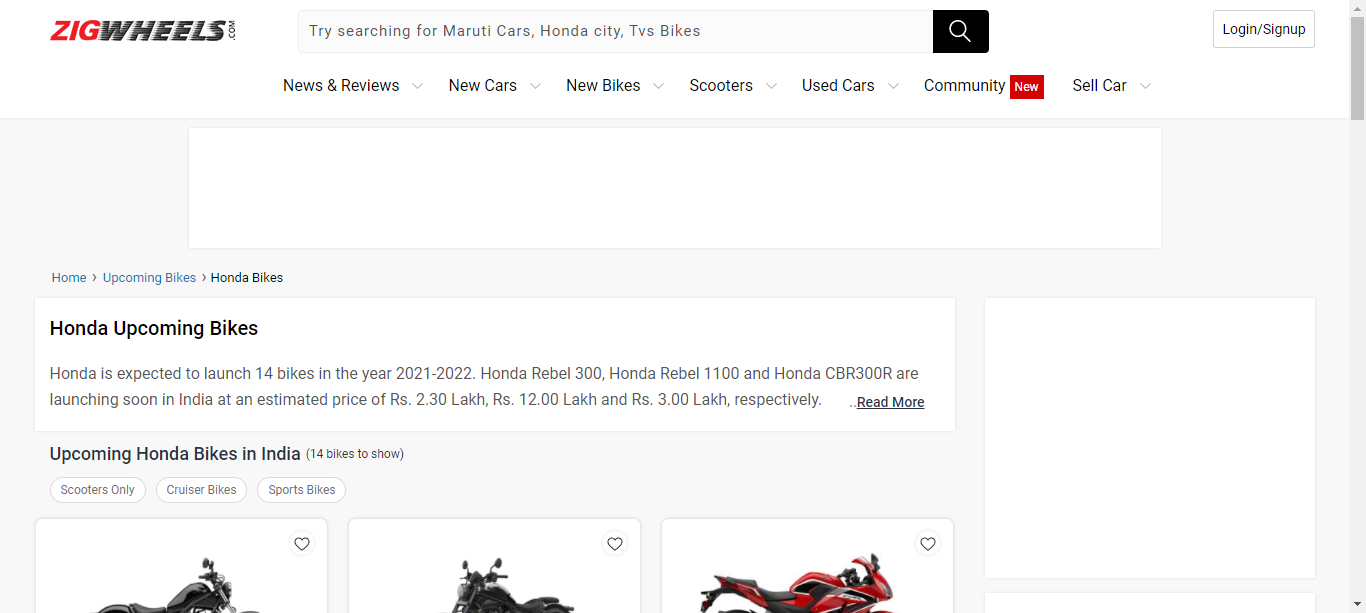 ZIGWHEELS.COM
Try searching for Maruti Cars, Honda city, Tvs Bikes
Login/Signup
News & Reviews New Cars New Bikes Scooters Used Cars Community New Sell Car
Home › Upcoming Bikes › Honda Bikes
Honda Upcoming Bikes
Honda is expected to launch 14 bikes in the year 2021-2022. Honda Rebel 300, Honda Rebel 1100 and Honda CBR300R are
launching soon in India at an estimated price of Rs. 2.30 Lakh, Rs. 12.00 Lakh and Rs. 3.00 Lakh, respectively. ..Read More
Upcoming Honda Bikes in India (14 bikes to show)
Scooters Only Cruiser Bikes Sports Bikes